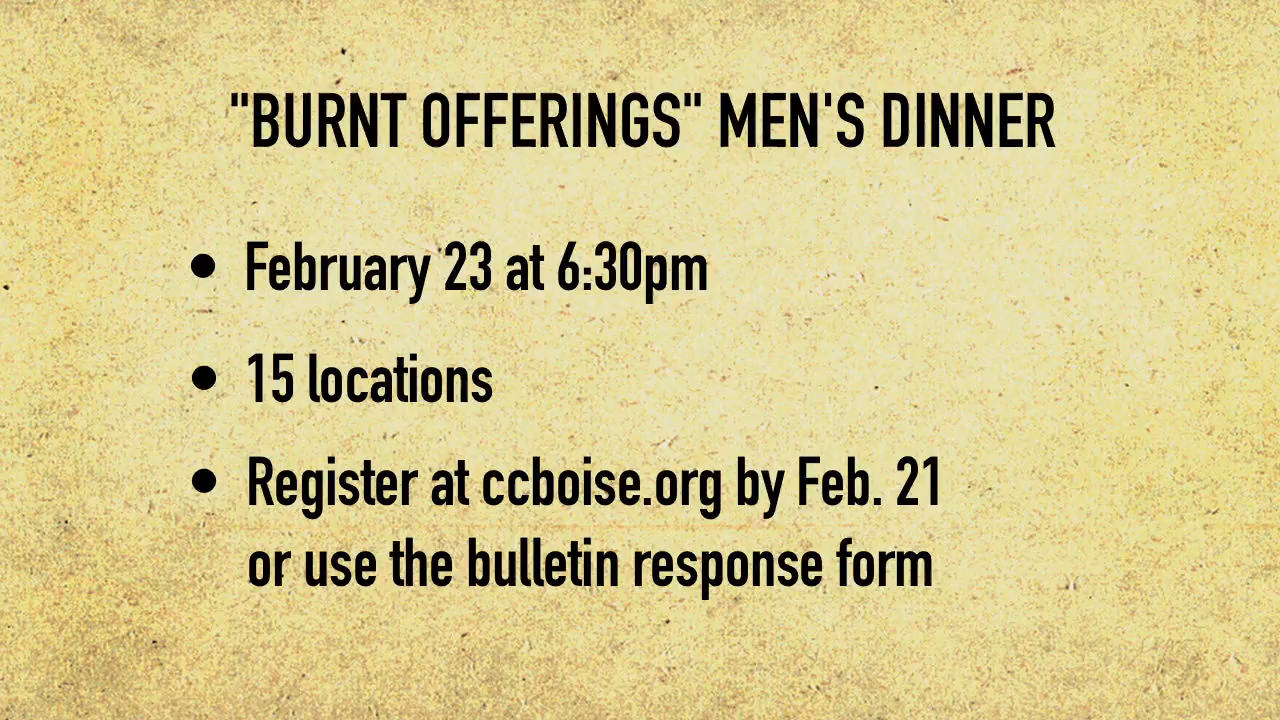 "BURNT OFFERINGS" MEN'S DINNER
• February 23 at 6:30pm
• 15 locations
• Register at ccboise.org by Feb. 21
or use the bulletin response form